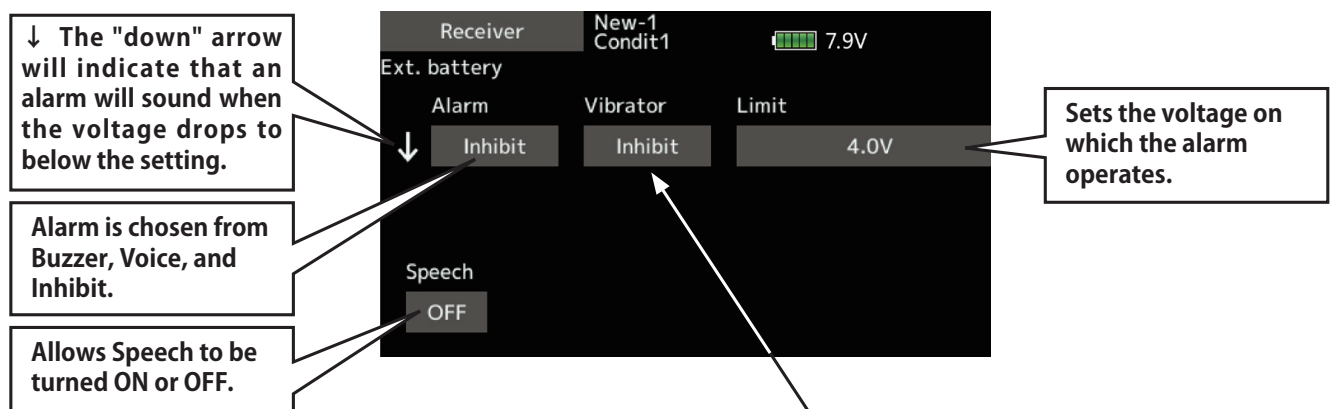 ↓ The "down" arrow
will indicate that an
alarm will sound when
the voltage drops to
below the setting.
Alarm is chosen from
Buzzer, Voice, and
Inhibit.
Allows Speech to be
turned ON or OFF.
Receiver
New-1
Condit1
7.9V
Ext. battery
Alarm
Vibrator
Limit
↓
Inhibit
Inhibit
4.0V
Speech
OFF
Sets the voltage on
which the alarm
operates.